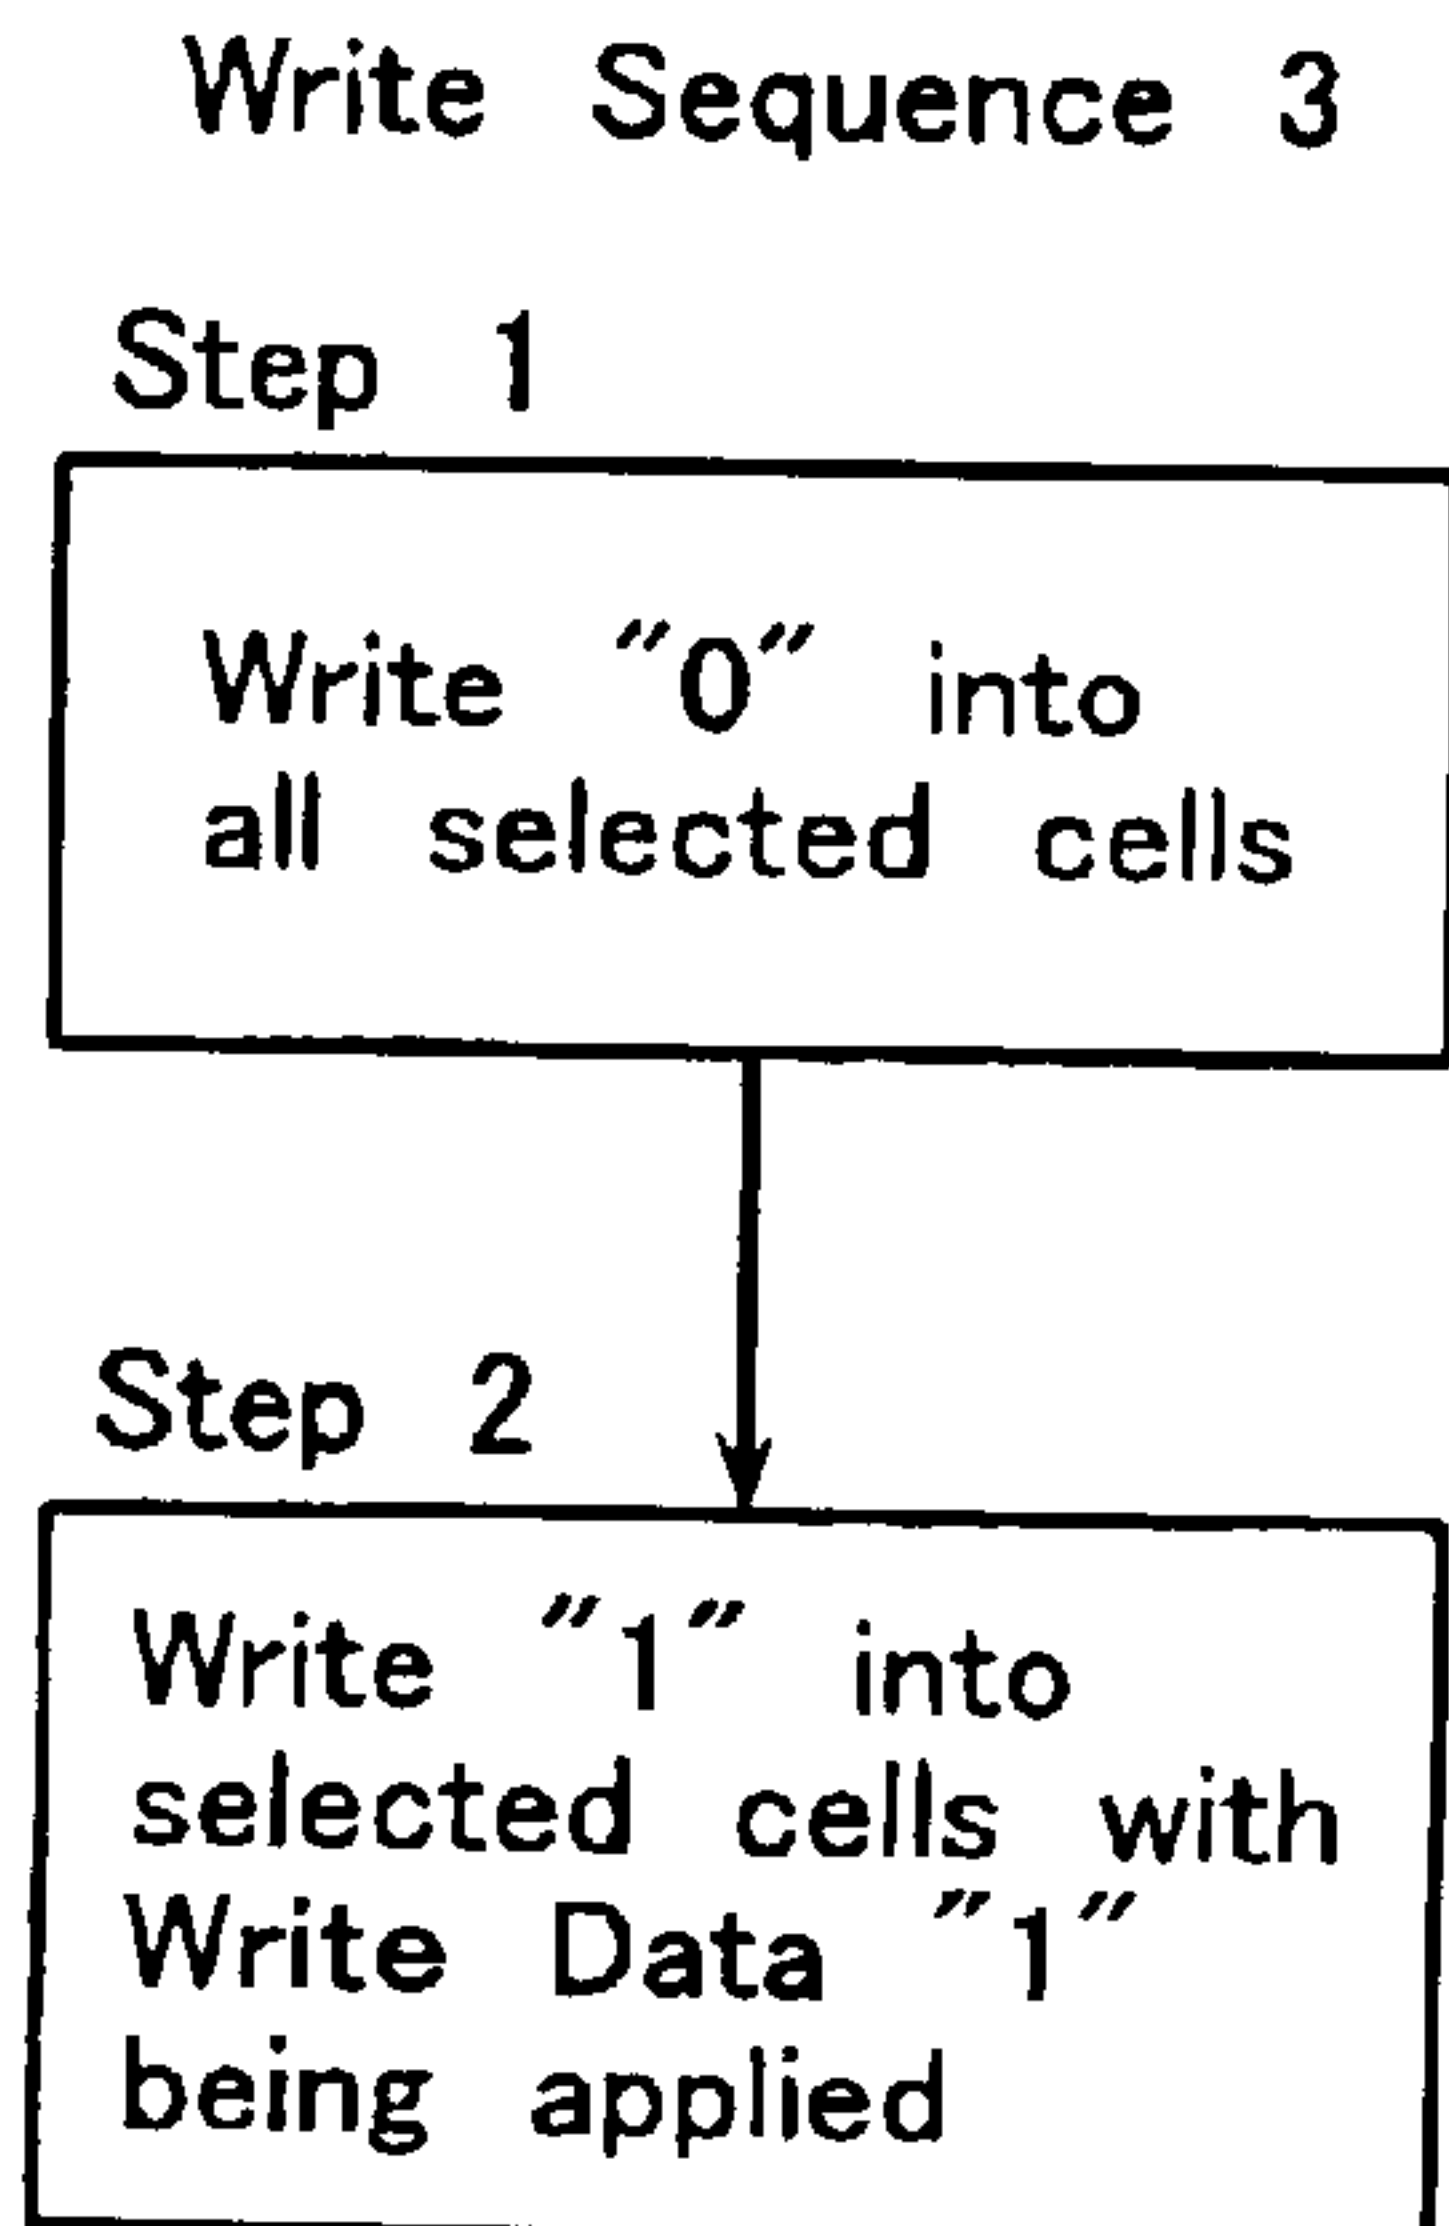 Write Sequence 3
Step 1
Write "0" into
all selected cells
Step 2
Write "1" into
selected cells with
Write Data "1"
being applied